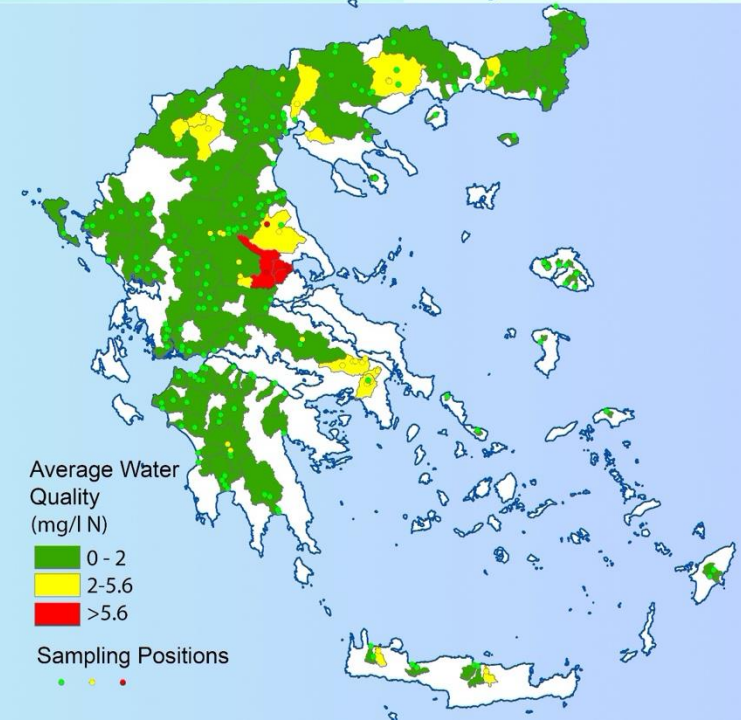 Average Water
Quality
(mg/l N)
0 - 2
2-5.6
>5.6
Sampling Positions